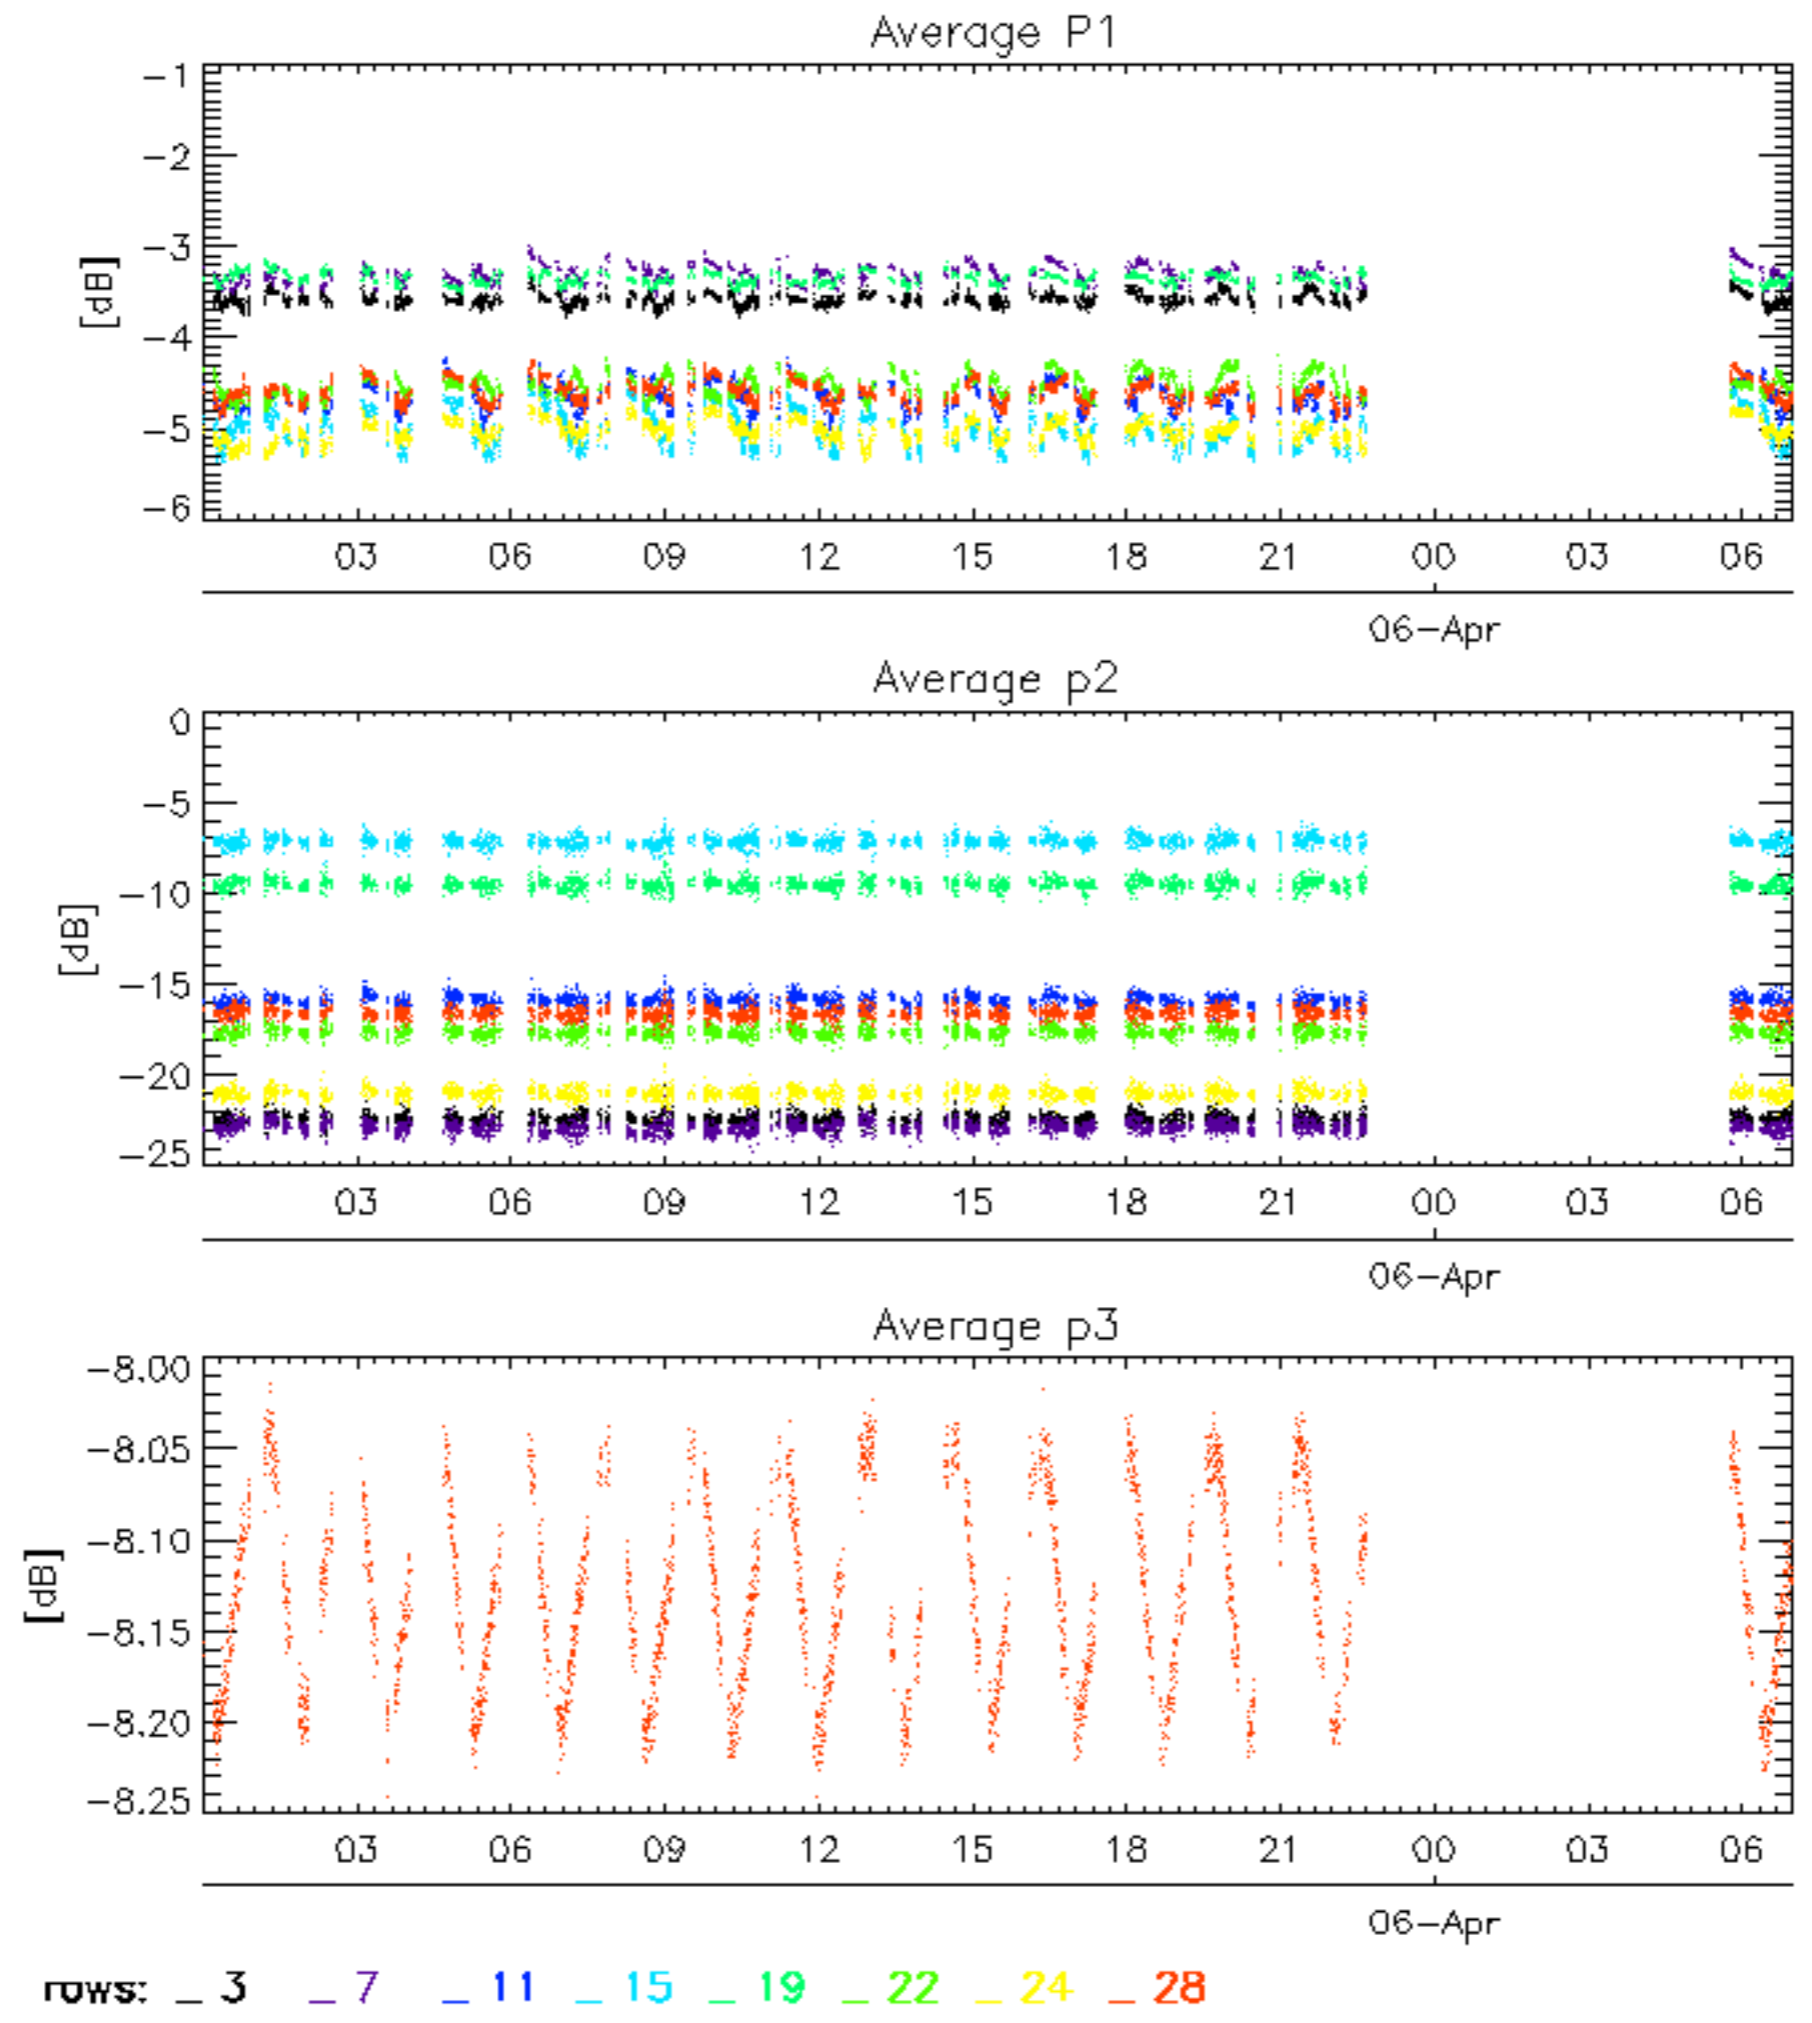 Average P1
-1
-2
-3
-4
-5
-6
[dB]
03 06 09 12 15 18 21 00 03 06
06-Apr
Average p2
0
-5
-10
-15
-20
-25
[dB]
03 06 09 12 15 18 21 00 03 06
06-Apr
Average p3
-8.00
-8.05
-8.10
-8.15
-8.20
-8.25
[dB]
03 06 09 12 15 18 21 00 03 06
06-Apr
rows: _ 3 _ 7 _ 11 _ 15 _ 19 _ 22 _ 24 _ 28